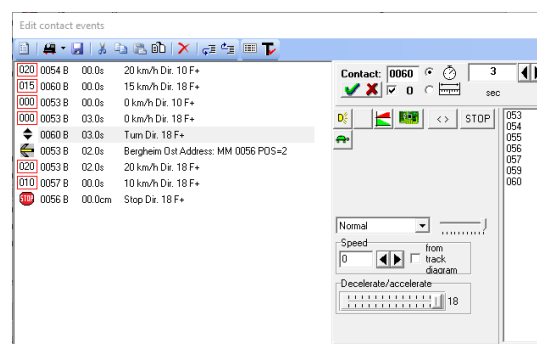 Edit contact events
020 0054 B 00.0s 20 km/h Dir. 10 F+
015 0060 B 00.0s 15 km/h Dir. 18 F+
000 0053 B 00.0s 0 km/h Dir. 10 F+
000 0053 B 03.0s 0 km/h Dir. 18 F+
0060 B 03.0s Turn Dir. 18 F+
0053 B 02.0s Bergheim Ost Address: MM 0056 POS=2
020 0053 B 02.0s 20 km/h Dir. 18 F+
010 0057 B 00.0s 10 km/h Dir. 18 F+
STOP 0056 B 00.0cm Stop Dir. 18 F+
Contact: 0060 3
0 sec
<> STOP
053
054
055
056
057
059
060
Normal
Speed
0 from track diagram
Decelerate/accelerate
18